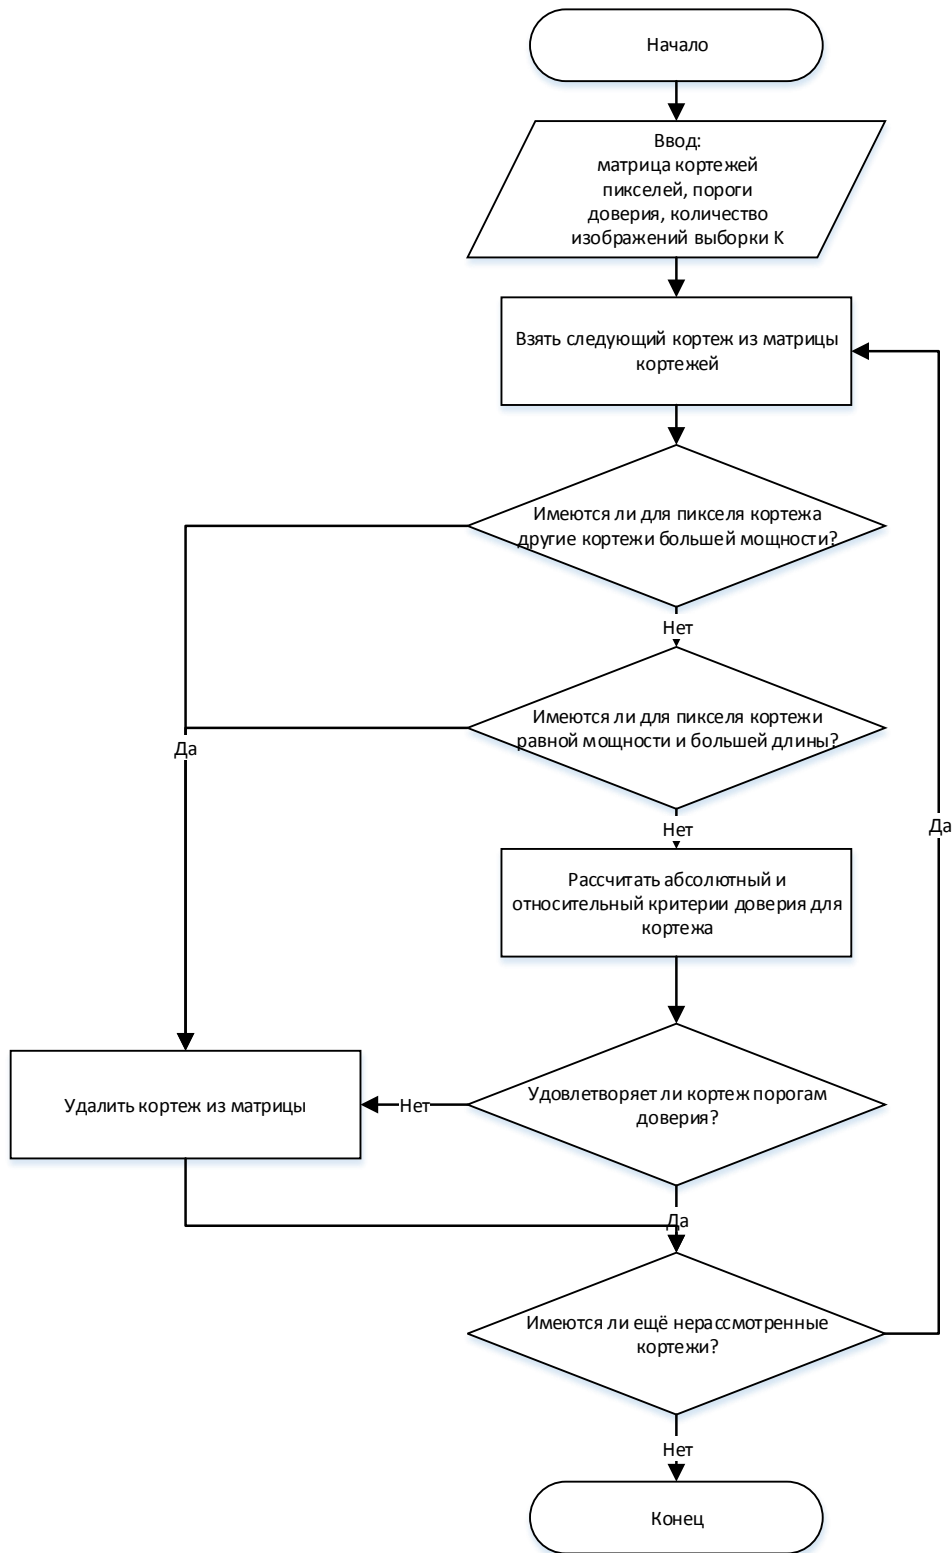 Начало
Ввод:
матрица кортежей
пикселей, пороги
доверия, количество
изображений выборки K
Взять следующий кортеж из матрицы
кортежей
Имеются ли для пикселя кортежа
другие кортежи большей мощности?
Нет
Имеются ли для пикселя кортежи
равной мощности и большей длины?
Да
Нет
Да
Рассчитать абсолютный и
относительный критерии доверия для
кортежа
Удовлетворяет ли кортеж порогам
доверия?
Нет
Удалить кортеж из матрицы
Да
Имеются ли ещё нерассмотренные
кортежи?
Нет
Конец